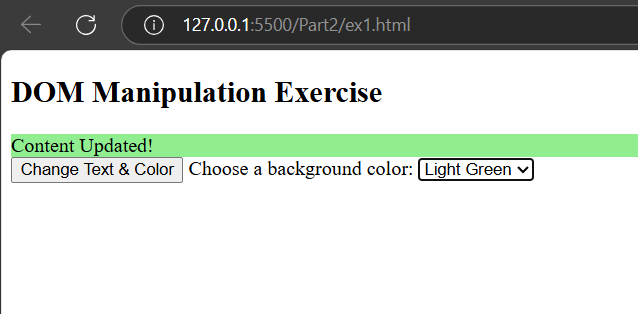 127.0.0.1:5500/Part2/ex1.html
DOM Manipulation Exercise
Content Updated!
Change Text & Color Choose a background color: Light Green